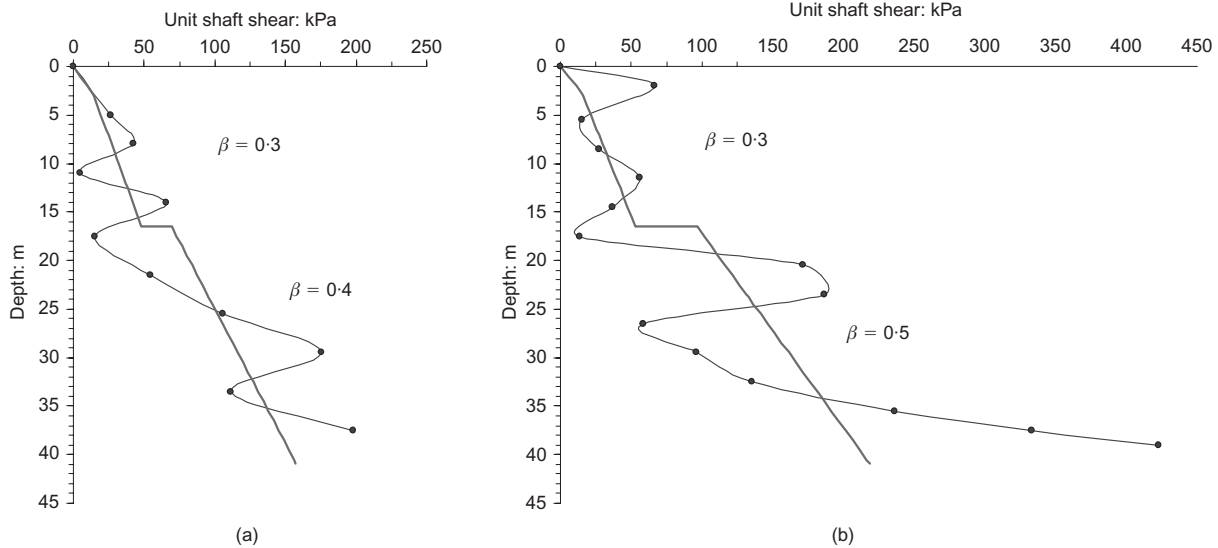 Unit shaft shear: kPa
0 50 100 150 200 250
0
5
10
15
20
25
30
35
40
45
Depth: m
β = 0·3
β = 0·4
(a)
Unit shaft shear: kPa
0 50 100 150 200 250 300 350 400 450
0
5
10
15
20
25
30
35
40
45
Depth: m
β = 0·3
β = 0·5
(b)